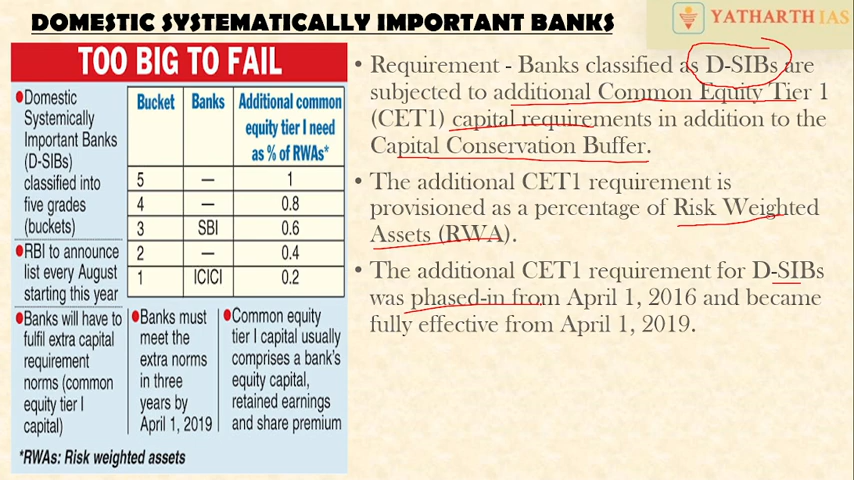 DOMESTIC SYSTEMATICALLY IMPORTANT BANKS
YATHARTH IAS
TOO BIG TO FAIL
•Domestic
Systemically
Important Banks
(D-SIBs)
classified into
five grades
(buckets)
•RBI to announce
list every August
starting this year
Bucket Banks Additional common
equity tier I need
as % of RWAs*
5 — 1
4 — 0.8
3 SBI 0.6
2 — 0.4
1 ICICI 0.2
•Banks will have to
fulfil extra capital
requirement
norms (common
equity tier I
capital)
•Banks must
meet the
extra norms
in three
years by
April 1, 2019
•Common equity
tier I capital usually
comprises a bank's
equity capital,
retained earnings
and share premium
*RWAs: Risk weighted assets
• Requirement - Banks classified as D-SIBs are
subjected to additional Common Equity Tier 1
(CET1) capital requirements in addition to the
Capital Conservation Buffer.
• The additional CET1 requirement is
provisioned as a percentage of Risk Weighted
Assets (RWA).
• The additional CET1 requirement for D-SIBs
was phased-in from April 1, 2016 and became
fully effective from April 1, 2019.